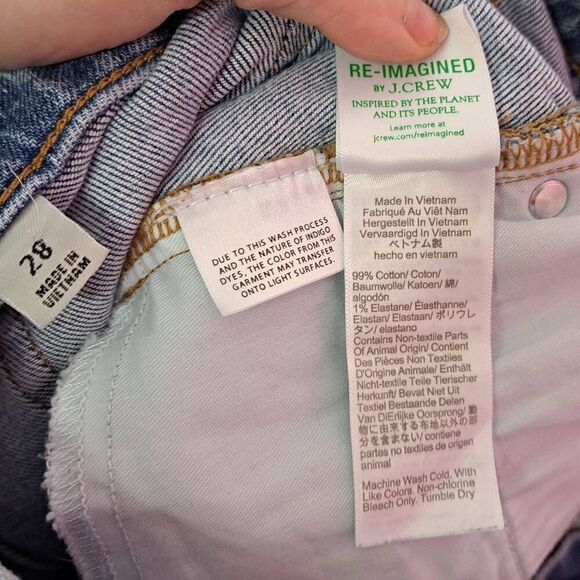 RE-IMAGINED
BY J.CREW
INSPIRED BY THE PLANET
AND ITS PEOPLE.
Learn more at
jcrew.com/reimagined
28
MADE IN
VIETNAM
DUE TO THIS WASH PROCESS
AND THE NATURE OF INDIGO
DYES, THE COLOR FROM THIS
GARMENT MAY TRANSFER
ONTO LIGHT SURFACES.
Made In Vietnam
Fabriqué Au Viêt Nam
Hergestellt In Vietnam
Vervaardigd In Vietnam
ベトナム製
hecho en vietnam
99% Cotton/ Coton/
Baumwolle/ Katoen/ 綿/
algodón
1% Elastane/ Élasthanne/
Elastan/ Elastaan/ ポリウレ
タン/ elastano
Contains Non-textile Parts
Of Animal Origin/ Contient
Des Pièces Non Textiles
D'Origine Animale/ Enthält
Nicht-textile Teile Tierischer
Herkunft/ Bevat Niet Uit
Textiel Bestaande Delen
Van DiErlijke Oorsprong/ 動
物に由来する布地以外の部
分を含まない/ contiene
partes no textiles de origen
animal
Machine Wash Cold, With
Like Colors. Non-chlorine
Bleach Only. Tumble Dry